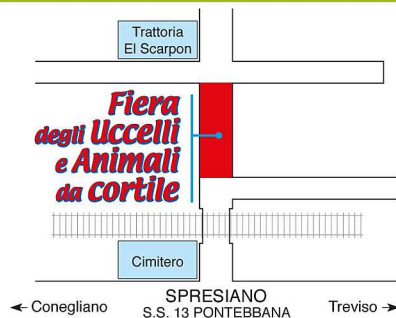 Trattoria
El Scarpon
Fiera
degli Uccelli
e Animali
da cortile
Cimitero
← Conegliano
SPRESIANO
S.S. 13 PONTEBBANA
Treviso →